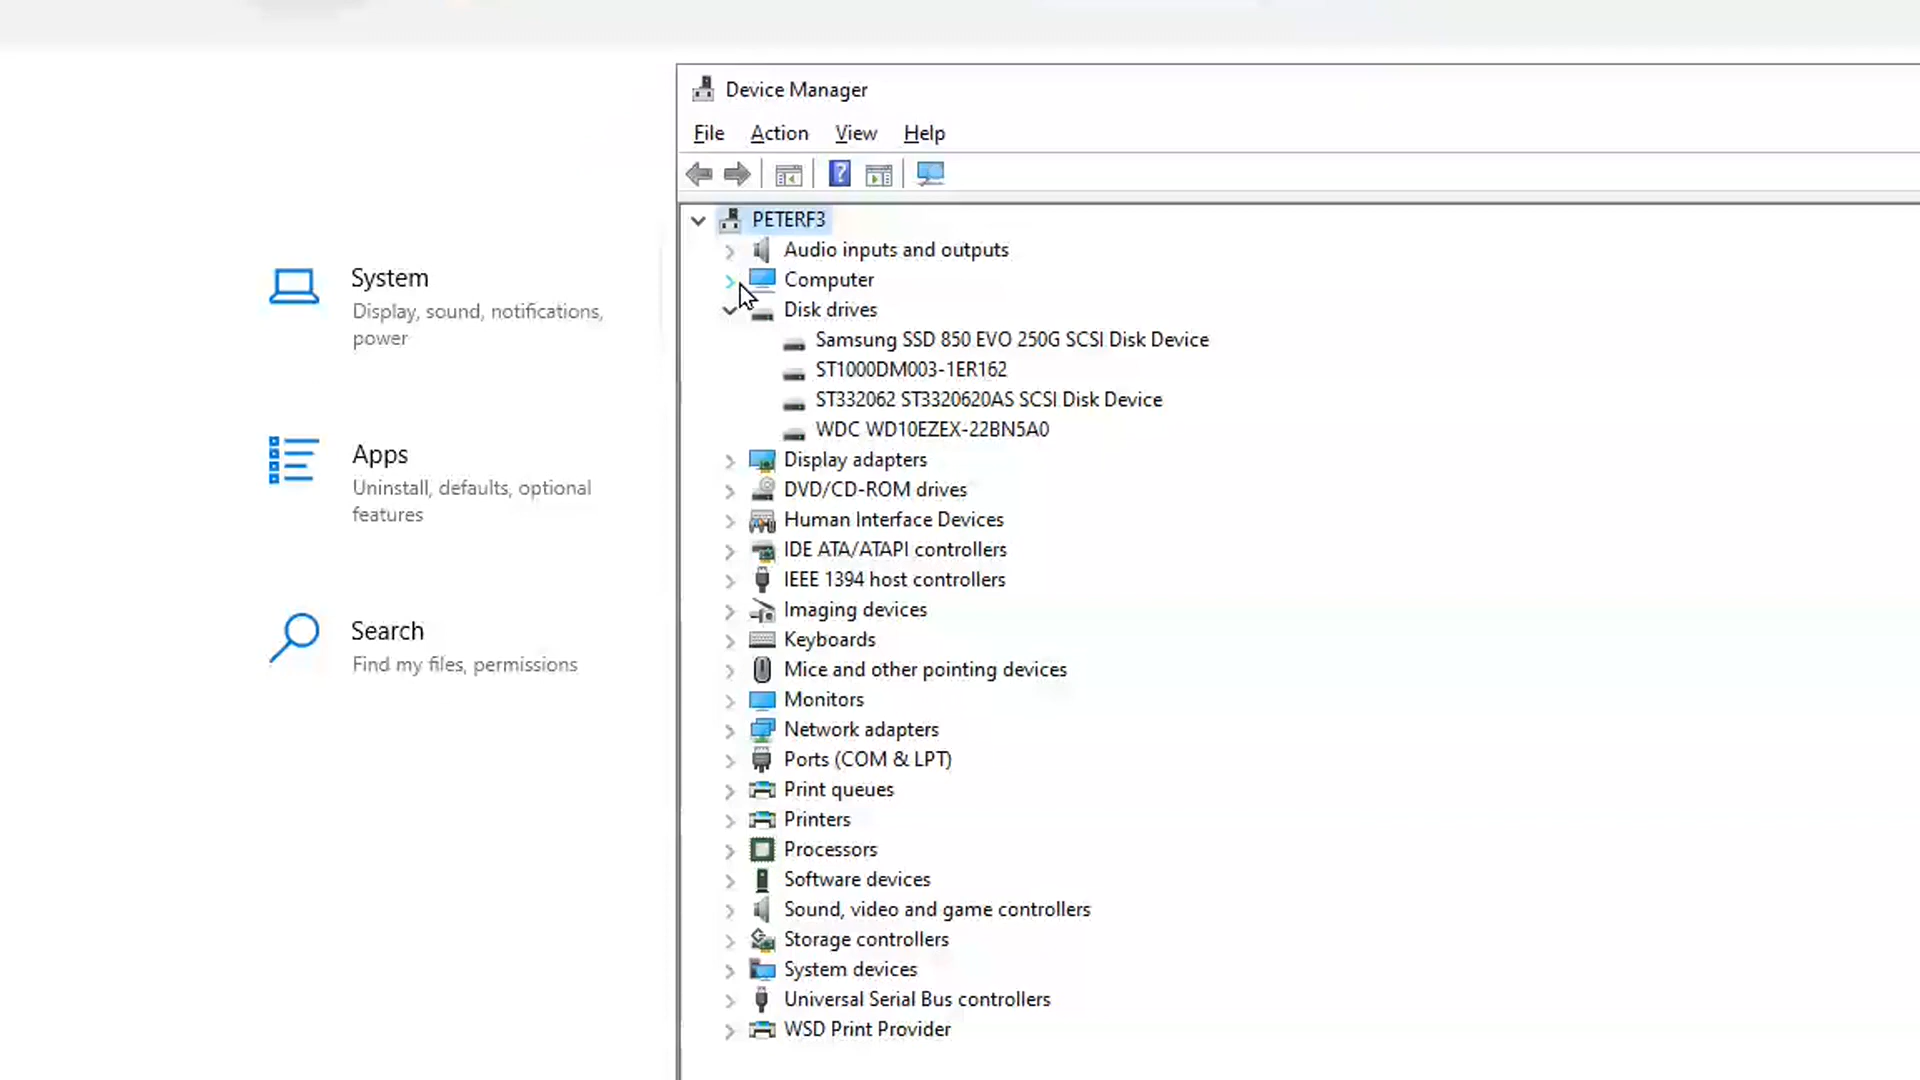 System
Display, sound, notifications,
power
Apps
Uninstall, defaults, optional
features
Search
Find my files, permissions
Device Manager
File Action View Help
PETERF3
Audio inputs and outputs
Computer
Disk drives
Samsung SSD 850 EVO 250G SCSI Disk Device
ST1000DM003-1ER162
ST332062 ST3320620AS SCSI Disk Device
WDC WD10EZEX-22BN5A0
Display adapters
DVD/CD-ROM drives
Human Interface Devices
IDE ATA/ATAPI controllers
IEEE 1394 host controllers
Imaging devices
Keyboards
Mice and other pointing devices
Monitors
Network adapters
Ports (COM & LPT)
Print queues
Printers
Processors
Software devices
Sound, video and game controllers
Storage controllers
System devices
Universal Serial Bus controllers
WSD Print Provider